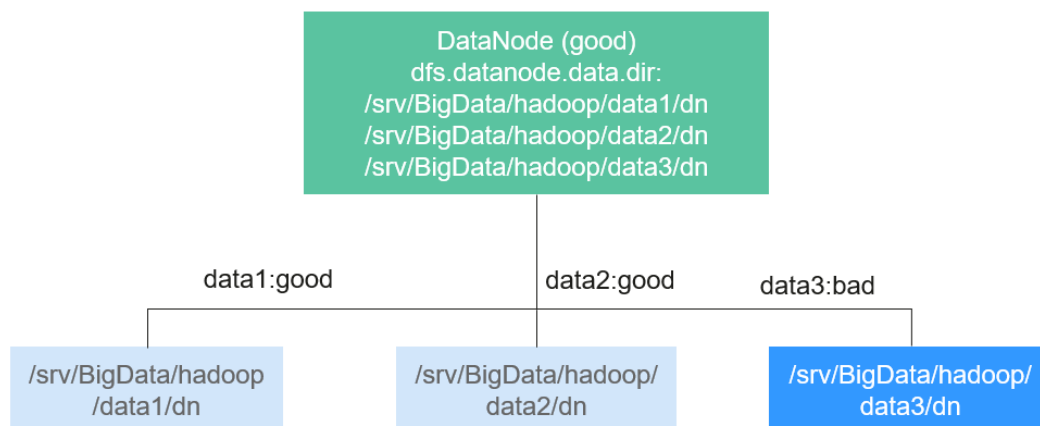 DataNode (good)
dfs.datanode.data.dir:
/srv/BigData/hadoop/data1/dn
/srv/BigData/hadoop/data2/dn
/srv/BigData/hadoop/data3/dn
data1:good
data2:good
data3:bad
/srv/BigData/hadoop
/data1/dn
/srv/BigData/hadoop/
data2/dn
/srv/BigData/hadoop/
data3/dn